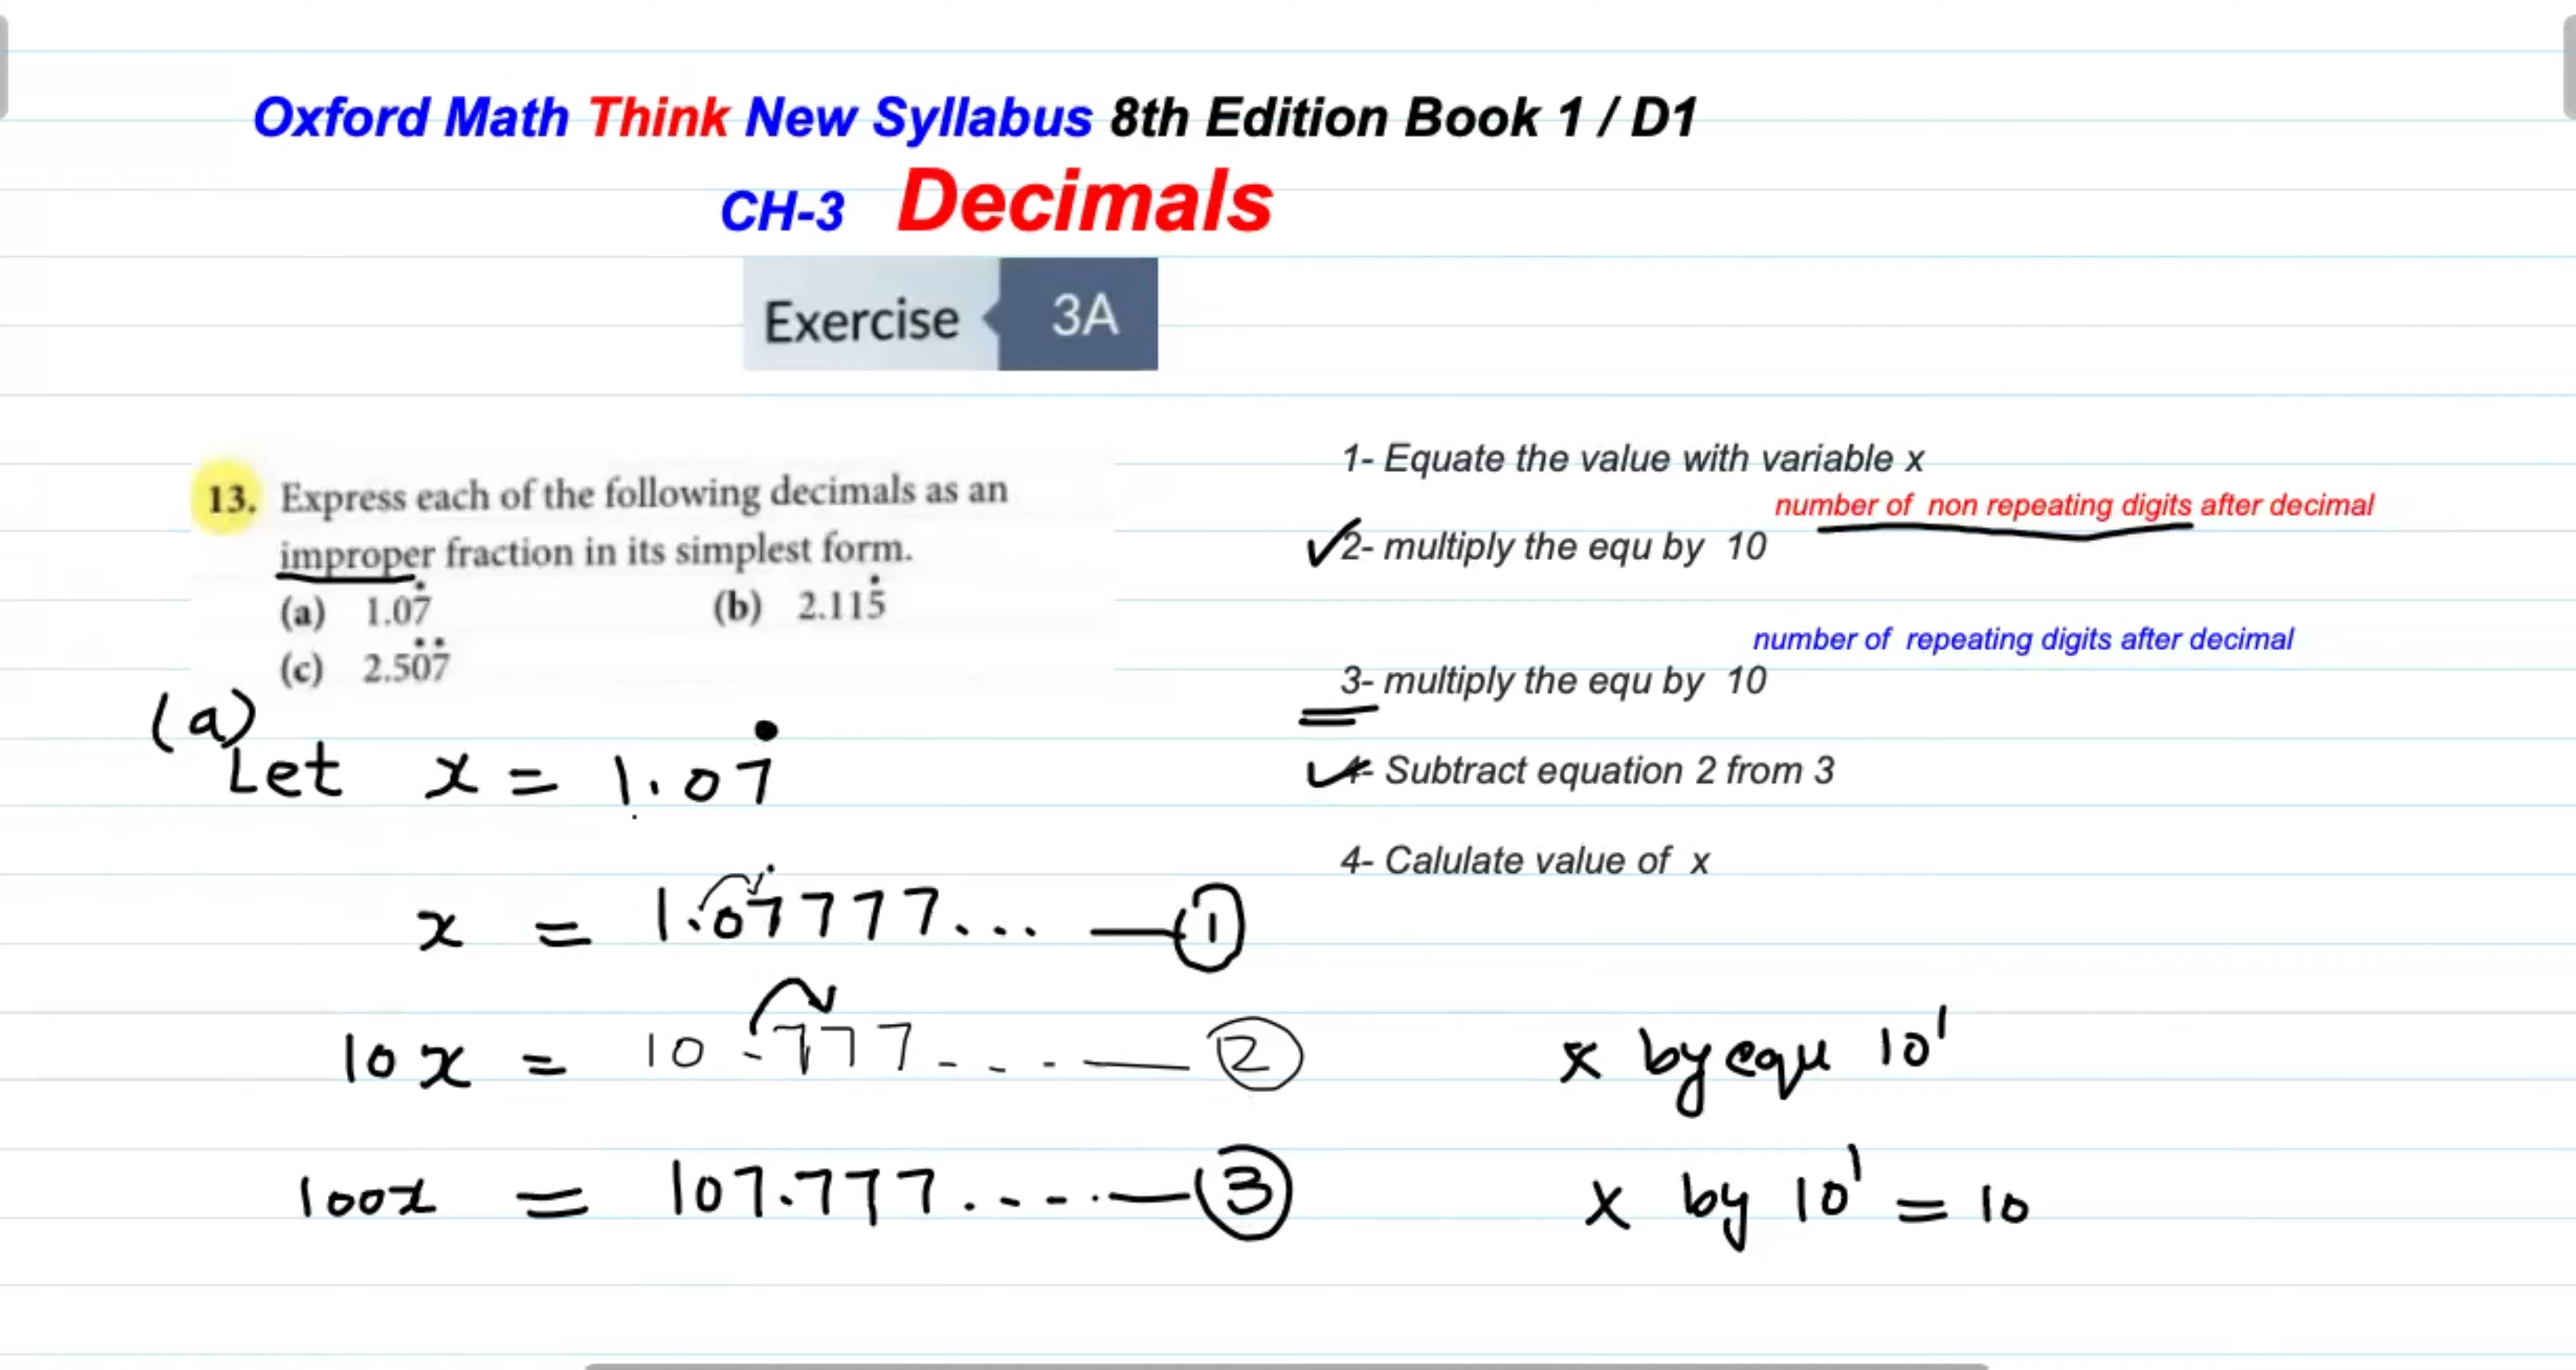 Oxford Math Think New Syllabus 8th Edition Book 1 / D1
CH-3 Decimals
Exercise 3A
13. Express each of the following decimals as an
improper fraction in its simplest form.
(a) 1.07̇ (b) 2.115̇
(c) 2.50̇7̇
1- Equate the value with variable x
number of non repeating digits after decimal
2- multiply the equ by 10
number of repeating digits after decimal
3- multiply the equ by 10
4- Subtract equation 2 from 3
4- Calulate value of x
(a)
Let x = 1.07̇
x = 1.07777... — ①
10x = 10.777.... — ②
x by equ 10¹
100x = 107.777..... — ③
x by 10¹ = 10